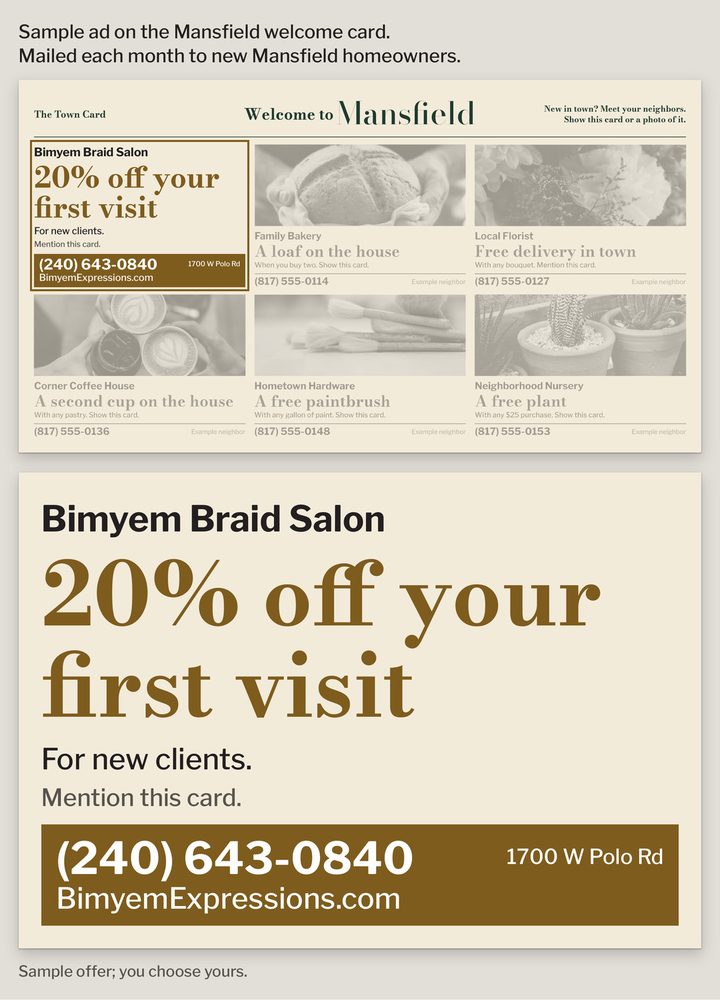 Sample ad on the Mansfield welcome card.
Mailed each month to new Mansfield homeowners.
The Town Card
Welcome to Mansfield
New in town? Meet your neighbors.
Show this card or a photo of it.
Bimyem Braid Salon
20% off your
first visit
For new clients.
Mention this card.
(240) 643-0840
1700 W Polo Rd
BimyemExpressions.com
Family Bakery
A loaf on the house
When you buy two. Show this card.
(817) 555-0114
Example neighbor
Local Florist
Free delivery in town
With any bouquet. Mention this card.
(817) 555-0127
Example neighbor
Corner Coffee House
A second cup on the house
With any pastry. Show this card.
(817) 555-0136
Example neighbor
Hometown Hardware
A free paintbrush
With any gallon of paint. Show this card.
(817) 555-0148
Example neighbor
Neighborhood Nursery
A free plant
With any $25 purchase. Show this card.
(817) 555-0153
Example neighbor
Bimyem Braid Salon
20% off your
first visit
For new clients.
Mention this card.
(240) 643-0840
1700 W Polo Rd
BimyemExpressions.com
Sample offer; you choose yours.